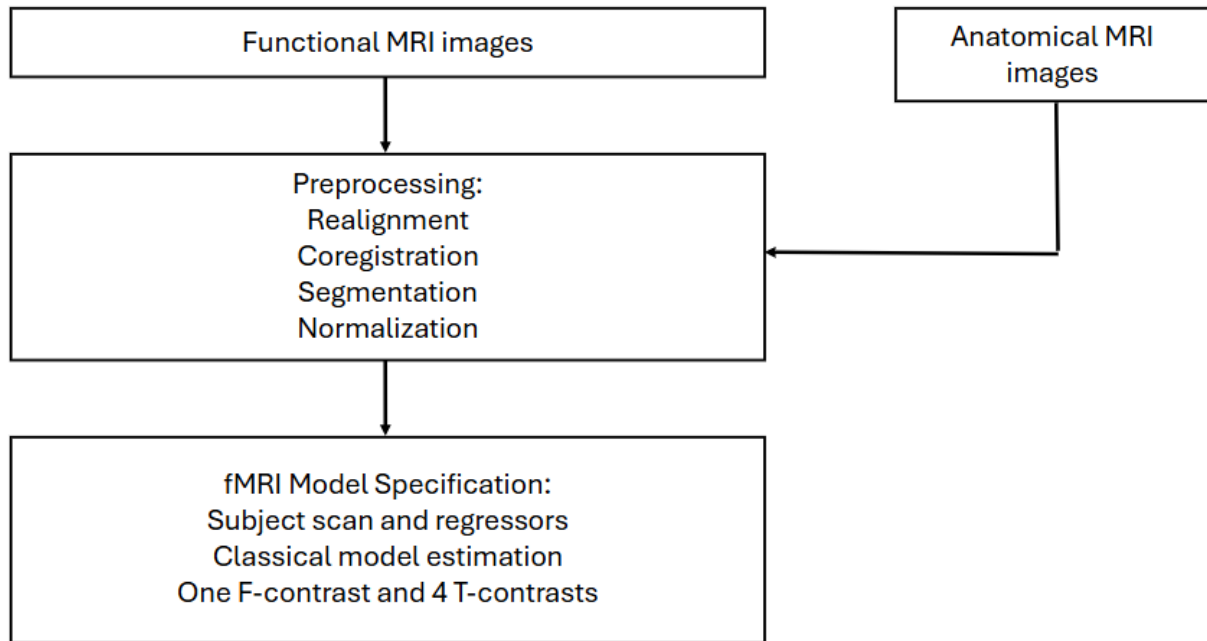 Functional MRI images
Anatomical MRI
images
Preprocessing:
Realignment
Coregistration
Segmentation
Normalization
fMRI Model Specification:
Subject scan and regressors
Classical model estimation
One F-contrast and 4 T-contrasts